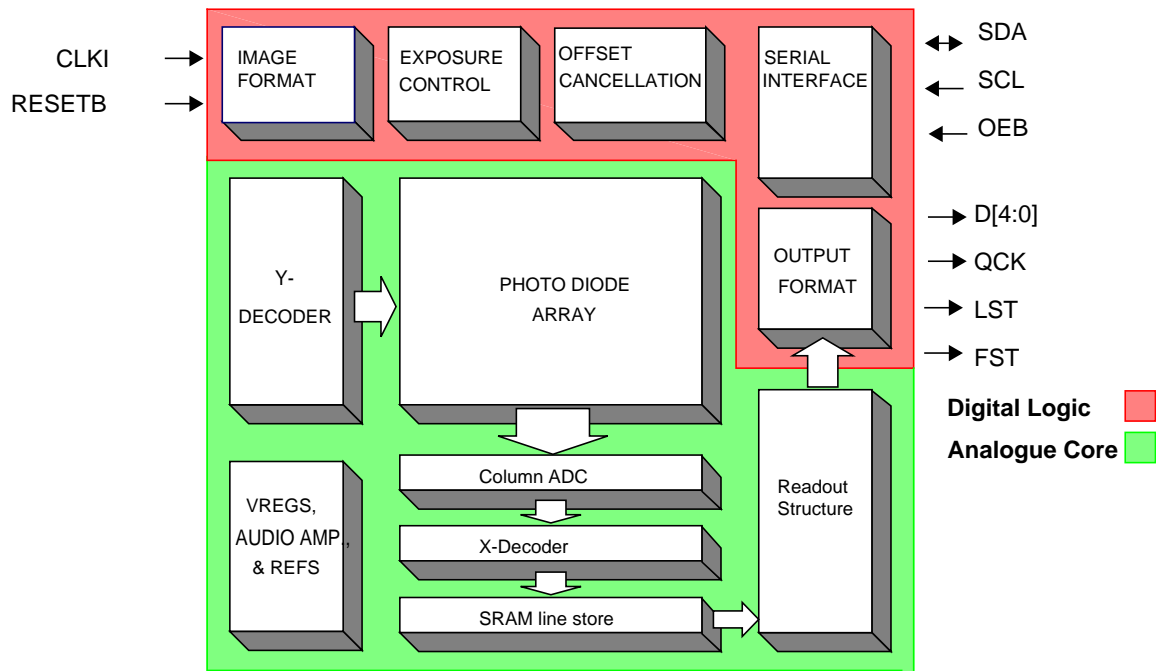 CLKI
RESETB
IMAGE
FORMAT
EXPOSURE
CONTROL
OFFSET
CANCELLATION
SERIAL
INTERFACE
SDA
SCL
OEB
Y-
DECODER
PHOTO DIODE
ARRAY
OUTPUT
FORMAT
D[4:0]
QCK
LST
FST
Digital Logic
Analogue Core
VREGS,
AUDIO AMP.,
& REFS
Column ADC
X-Decoder
SRAM line store
Readout
Structure